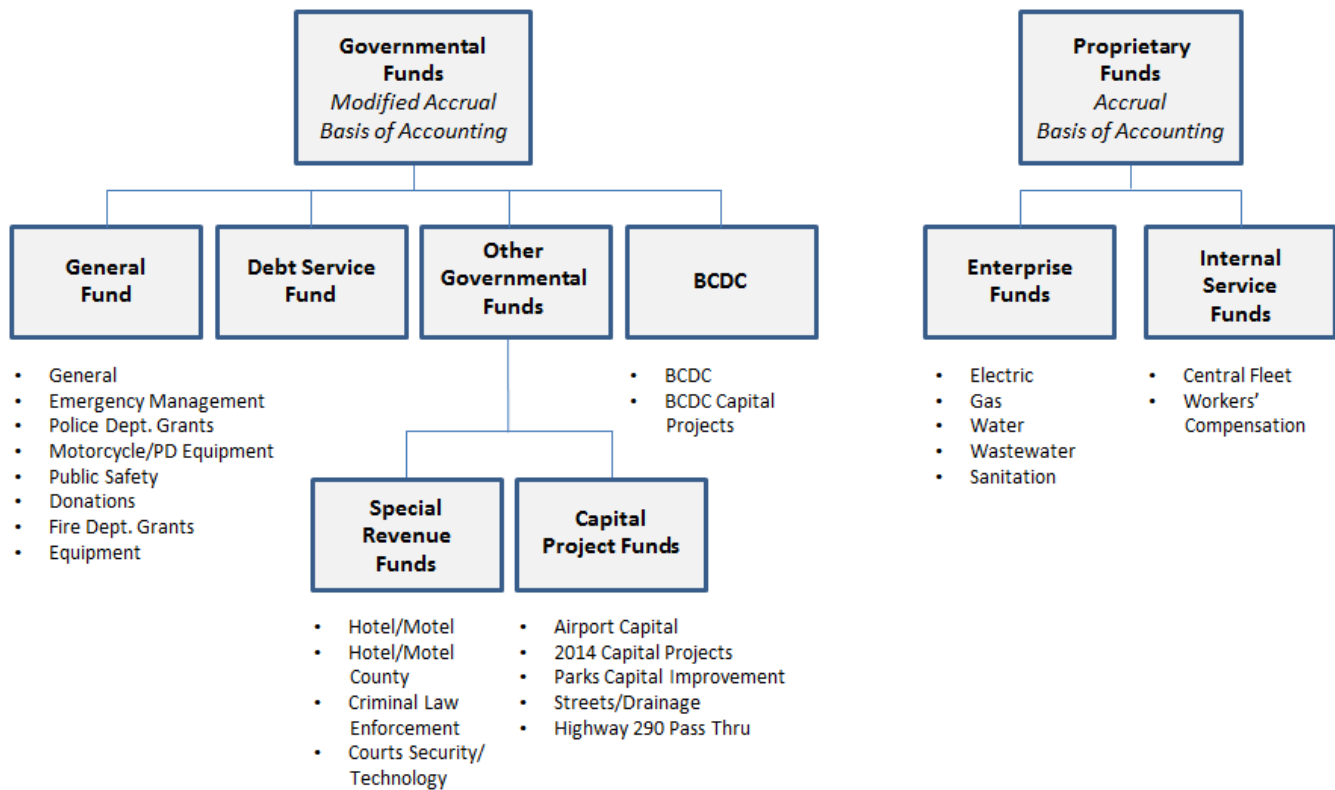 Governmental
Funds
Modified Accrual
Basis of Accounting
Proprietary
Funds
Accrual
Basis of Accounting
General
Fund
Debt Service
Fund
Other
Governmental
Funds
BCDC
Enterprise
Funds
Internal
Service
Funds
• General
• Emergency Management
• Police Dept. Grants
• Motorcycle/PD Equipment
• Public Safety
• Donations
• Fire Dept. Grants
• Equipment
• BCDC
• BCDC Capital
Projects
• Electric
• Gas
• Water
• Wastewater
• Sanitation
• Central Fleet
• Workers’
Compensation
Special
Revenue
Funds
Capital
Project Funds
• Hotel/Motel
• Hotel/Motel
County
• Criminal Law
Enforcement
• Courts Security/
Technology
• Airport Capital
• 2014 Capital Projects
• Parks Capital Improvement
• Streets/Drainage
• Highway 290 Pass Thru